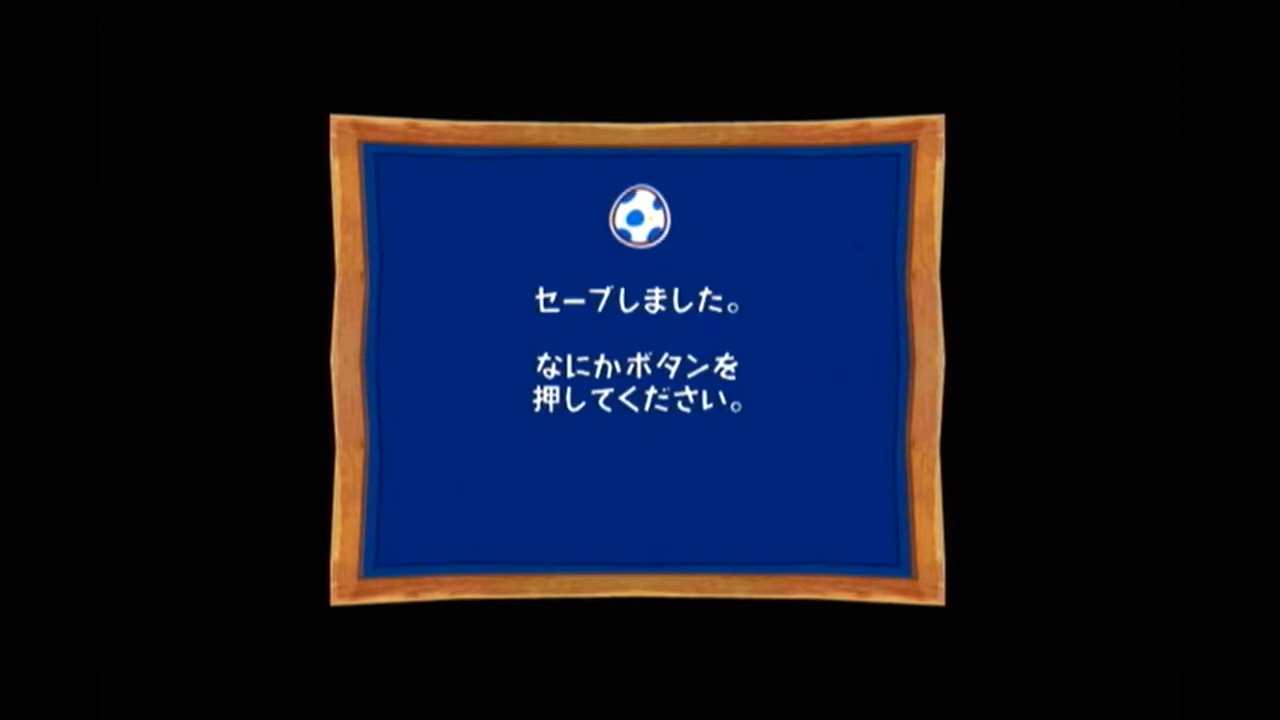 セーブしました。
なにかボタンを
押してください。